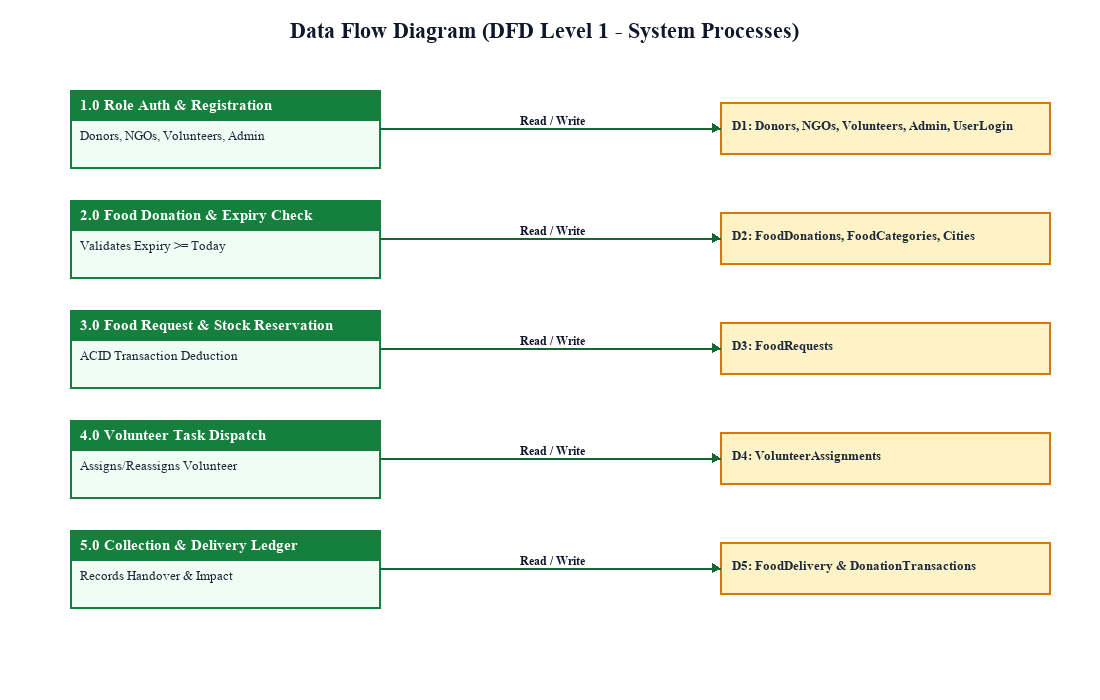 Data Flow Diagram (DFD Level 1 - System Processes)
1.0 Role Auth & Registration
Donors, NGOs, Volunteers, Admin
Read / Write
D1: Donors, NGOs, Volunteers, Admin, UserLogin
2.0 Food Donation & Expiry Check
Validates Expiry >= Today
Read / Write
D2: FoodDonations, FoodCategories, Cities
3.0 Food Request & Stock Reservation
ACID Transaction Deduction
Read / Write
D3: FoodRequests
4.0 Volunteer Task Dispatch
Assigns/Reassigns Volunteer
Read / Write
D4: VolunteerAssignments
5.0 Collection & Delivery Ledger
Records Handover & Impact
Read / Write
D5: FoodDelivery & DonationTransactions